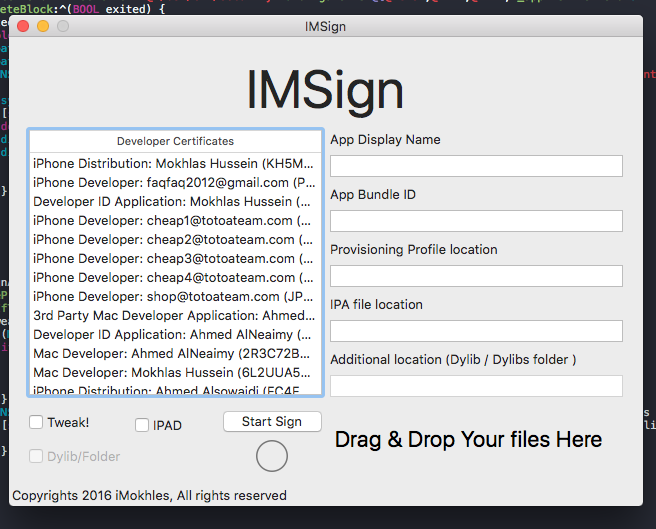 eteBlock:^(BOOL exited) {
IMSign
IMSign
Developer Certificates
iPhone Distribution: Mokhlas Hussein (KH5M...
iPhone Developer: faqfaq2012@gmail.com (P...
Developer ID Application: Mokhlas Hussein (...
iPhone Developer: cheap1@totoateam.com (...
iPhone Developer: cheap2@totoateam.com (...
iPhone Developer: cheap3@totoateam.com (...
iPhone Developer: cheap4@totoateam.com (...
iPhone Developer: shop@totoateam.com (JP...
3rd Party Mac Developer Application: Ahmed...
Developer ID Application: Ahmed AlNeaimy (...
Mac Developer: Ahmed AlNeaimy (2R3C72B...
Mac Developer: Mokhles Hussein (6L2UUA5...
iPhone Distribution: Ahmed Alsowaidi (EC4E
App Display Name
App Bundle ID
Provisioning Profile location
IPA file location
Additional location (Dylib / Dylibs folder )
Tweak!
IPAD
Start Sign
Dylib/Folder
Drag & Drop Your files Here
Copyrights 2016 iMokhles, All rights reserved